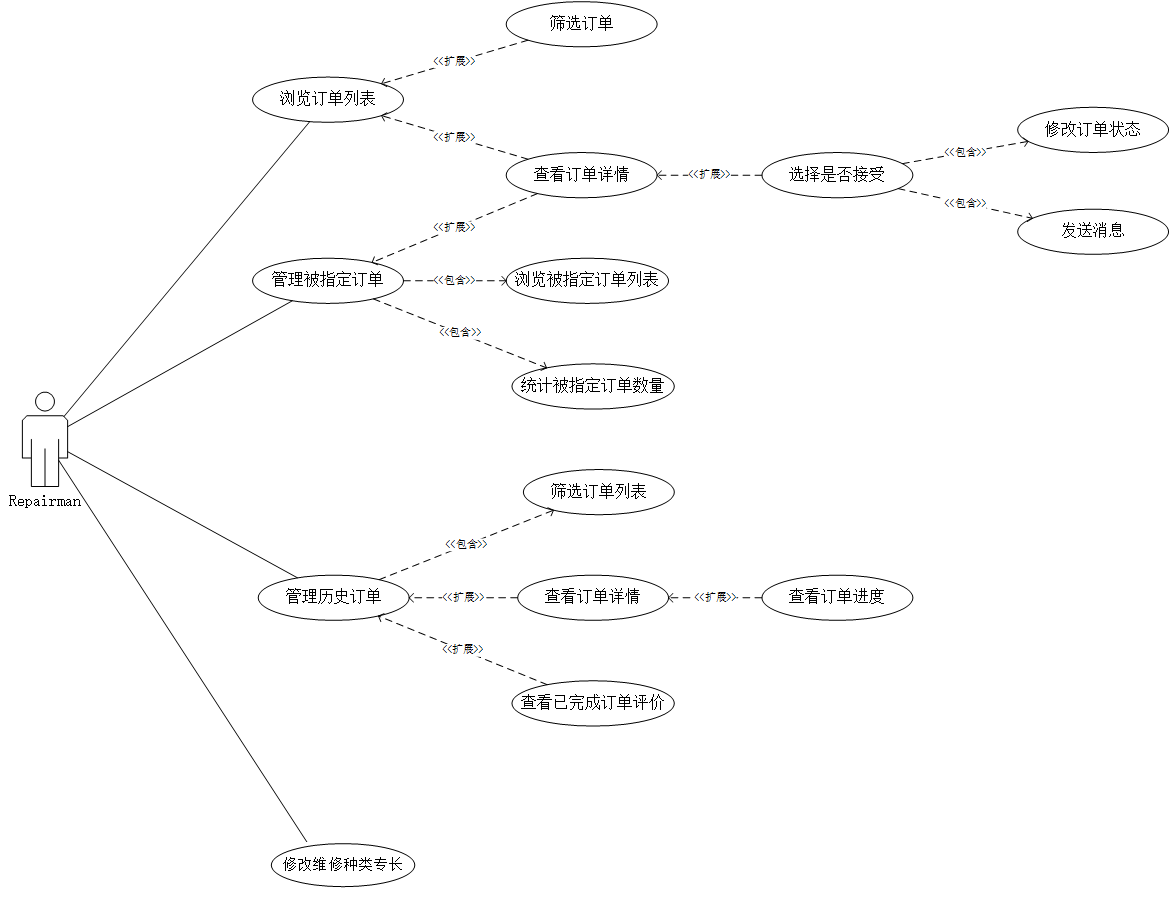 筛选订单
<<扩展>>
浏览订单列表
<<扩展>>
修改订单状态
<<包含>>
查看订单详情
<<扩展>>
选择是否接受
<<包含>>
发送消息
<<扩展>>
管理被指定订单
<<包含>>
浏览被指定订单列表
<<包含>>
统计被指定订单数量
Repairman
筛选订单列表
<<包含>>
管理历史订单
<<扩展>>
查看订单详情
<<扩展>>
查看订单进度
<<扩展>>
查看已完成订单评价
修改维修种类专长